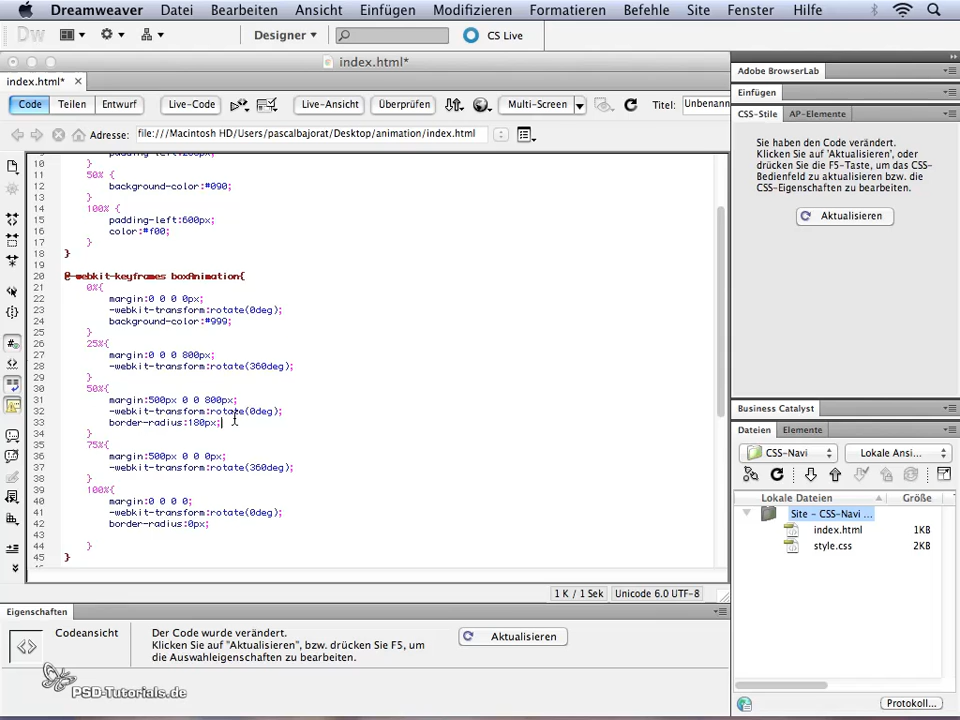 Dreamweaver Datei Bearbeiten Ansicht Einfügen Modifizieren Formatieren Befehle Site Fenster Hilfe
Dw Designer CS Live
index.html*
index.html*
Code Teilen Entwurf Live-Code Live-Ansicht Überprüfen Multi-Screen Titel: Unbenann
Adresse: file:///Macintosh HD/Users/pascalbajorat/Desktop/animation/index.html
10 }
11 50% {
12 background-color:#090;
13 }
14 100% {
15 padding-left:600px;
16 color:#f00;
17 }
18 }
19
20 @-webkit-keyframes boxAnimation{
21 0%{
22 margin:0 0 0 0px;
23 -webkit-transform:rotate(0deg);
24 background-color:#999;
25 }
26 25%{
27 margin:0 0 0 800px;
28 -webkit-transform:rotate(360deg);
29 }
30 50%{
31 margin:500px 0 0 800px;
32 -webkit-transform:rotate(0deg);
33 border-radius:180px;
34 }
35 75%{
36 margin:500px 0 0 0px;
37 -webkit-transform:rotate(360deg);
38 }
39 100%{
40 margin:0 0 0 0;
41 -webkit-transform:rotate(0deg);
42 border-radius:0px;
43
44 }
45 }
1 K / 1 Sek Unicode 6.0 UTF-8
Eigenschaften
Codeansicht
Der Code wurde verändert.
Klicken Sie auf "Aktualisieren", bzw. drücken Sie F5, um
die Auswahleigenschaften zu bearbeiten.
Aktualisieren
PSD-Tutorials.de
Adobe BrowserLab
Einfügen
CSS-Stile AP-Elemente
Sie haben den Code verändert.
Klicken Sie auf 'Aktualisieren', oder
drücken Sie die F5-Taste, um das CSS-
Bedienfeld zu aktualisieren bzw. die
CSS-Eigenschaften zu bearbeiten.
Aktualisieren
Business Catalyst
Dateien Elemente
CSS-Navi Lokale Ansi...
Lokale Dateien Größe
Site - CSS-Navi ...
index.html 1KB
style.css 2KB
Protokoll...